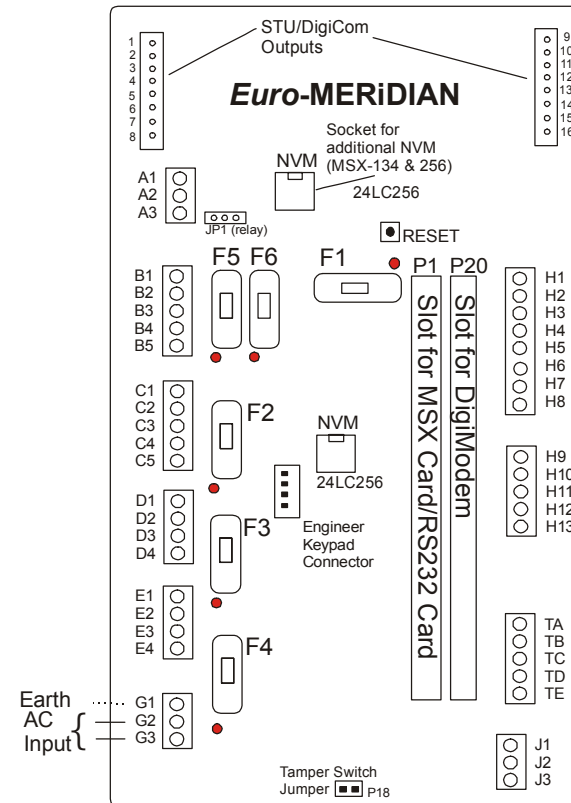 STU/DigiCom
Outputs
1
2
3
4
5
6
7
8
9
10
11
12
13
14
15
16
Euro-MERiDIAN
Socket for
additional NVM
(MSX-134 & 256)
NVM
24LC256
A1
A2
A3
JP1 (relay)
RESET
F5 F6
F1
P1 P20
B1
B2
B3
B4
B5
H1
H2
H3
H4
H5
H6
H7
H8
Slot for MSX Card/RS232 Card
Slot for DigiModem
C1
C2
C3
C4
C5
F2
NVM
24LC256
H9
H10
H11
H12
H13
D1
D2
D3
D4
F3
Engineer
Keypad
Connector
E1
E2
E3
E4
F4
TA
TB
TC
TD
TE
Earth
AC
Input
G1
G2
G3
J1
J2
J3
Tamper Switch
Jumper P18